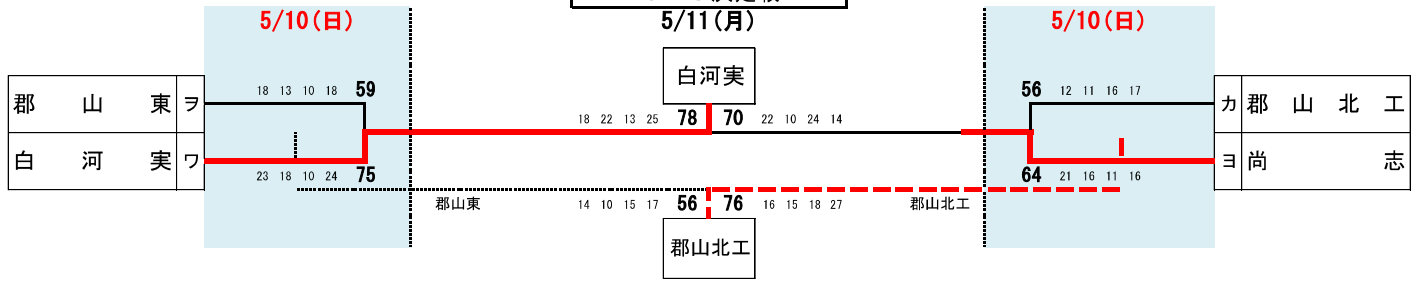 5/10(日)
5/11(月)
5/10(日)
白河実
郡山東 ヲ
18 13 10 18 59
56 12 11 16 17
カ 郡山北工
18 22 13 25 78 70 22 10 24 14
白河実 ワ
23 18 10 24 75
64 21 16 11 16
ヨ 尚志
郡山東
14 10 15 17 56 76 16 15 18 27
郡山北工
郡山北工